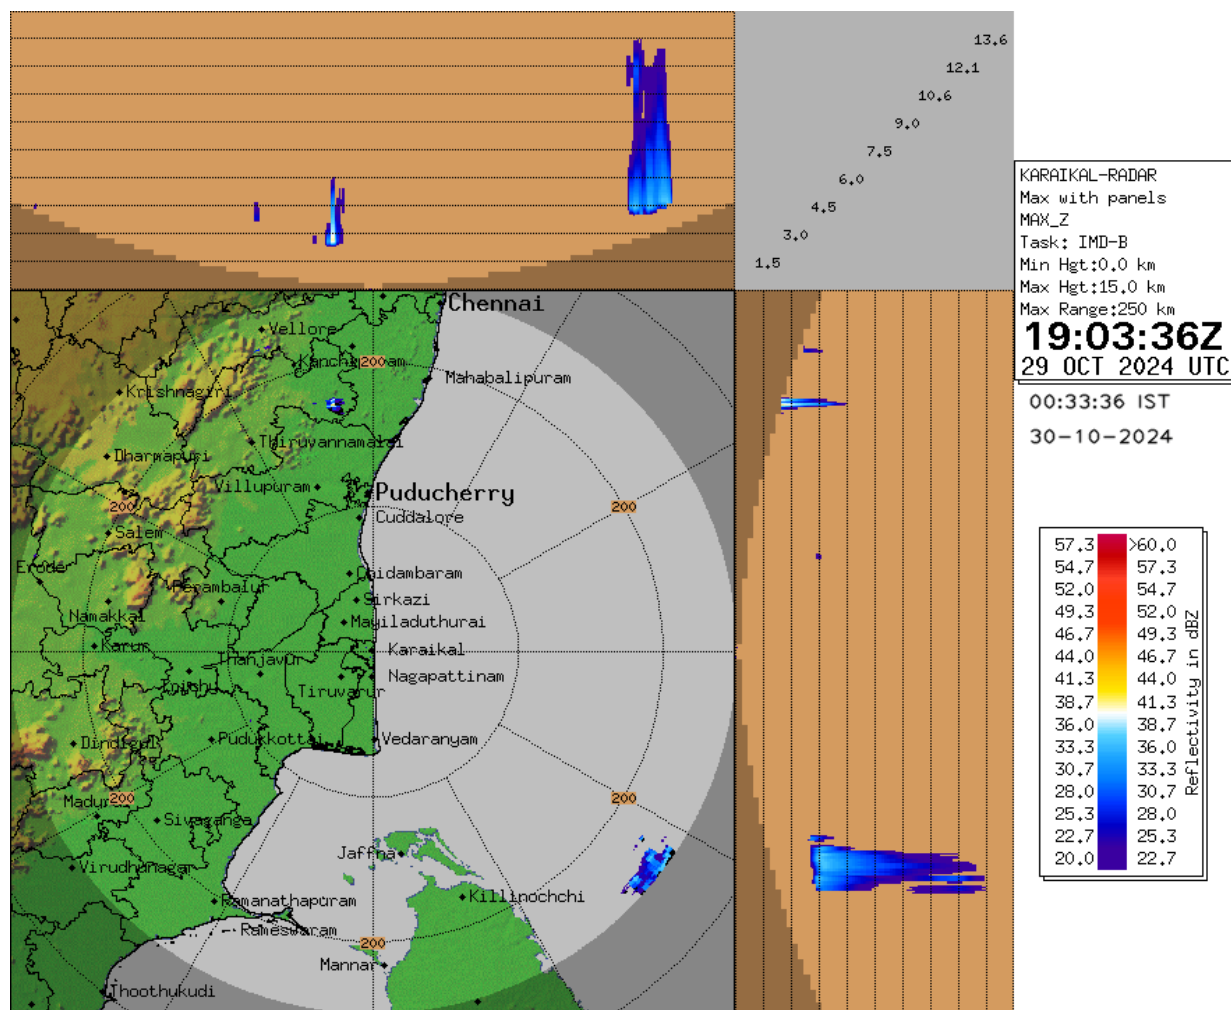 13.6
12.1
10.6
9.0
7.5
6.0
4.5
3.0
1.5
KARAIKAL-RADAR
Max with panels
MAX_Z
Task: IMD-B
Min Hgt:0.0 km
Max Hgt:15.0 km
Max Range:250 km
19:03:36Z
29 OCT 2024 UTC
00:33:36 IST
30-10-2024
Chennai
Vellore
200
Mahabalipuram
Krishnagiri
Thiruvannamalai
Dharmapuri
Villupuram
Puducherry
200
200
Cuddalore
Salem
Erode
Chidambaram
Perambalur
Sirkazi
Namakkal
Mayiladuthurai
Karur
Karaikal
Thanjavur
Nagapattinam
Tiruvarur
Pudukkottai
Vedaranyam
Dindigul
200
200
Sivaganga
Jaffna
Virudhunagar
Killinochchi
Ramanathapuram
Rameswaram
200
Mannar
Thoothukudi
57.3 >60.0
54.7 57.3
52.0 54.7
49.3 52.0
46.7 49.3
44.0 46.7
41.3 44.0
38.7 41.3
36.0 38.7
33.3 36.0
30.7 33.3
28.0 30.7
25.3 28.0
22.7 25.3
20.0 22.7
Reflectivity in dBZ